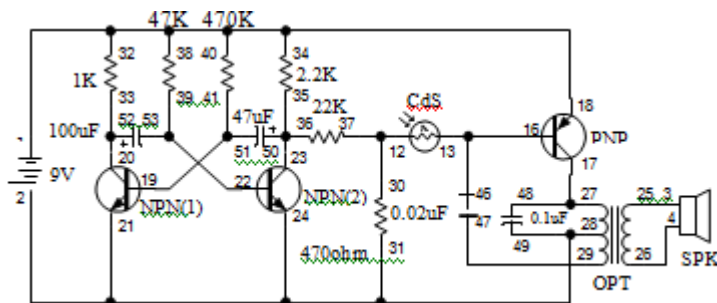 47K 470K
32 38 40 34
1K 2.2K
33 39 41 35
CdS
47uF 22K 18
100uF 52 53 36 37 16 PNP
+ + 12 13
20 51 50 23 17
9V 19 22 30 46 48 27 25 3
2 NPN(1) NPN(2) 0.02uF 47 0.1uF 28 4
21 24 31 49 29 26 SPK
470ohm OPT